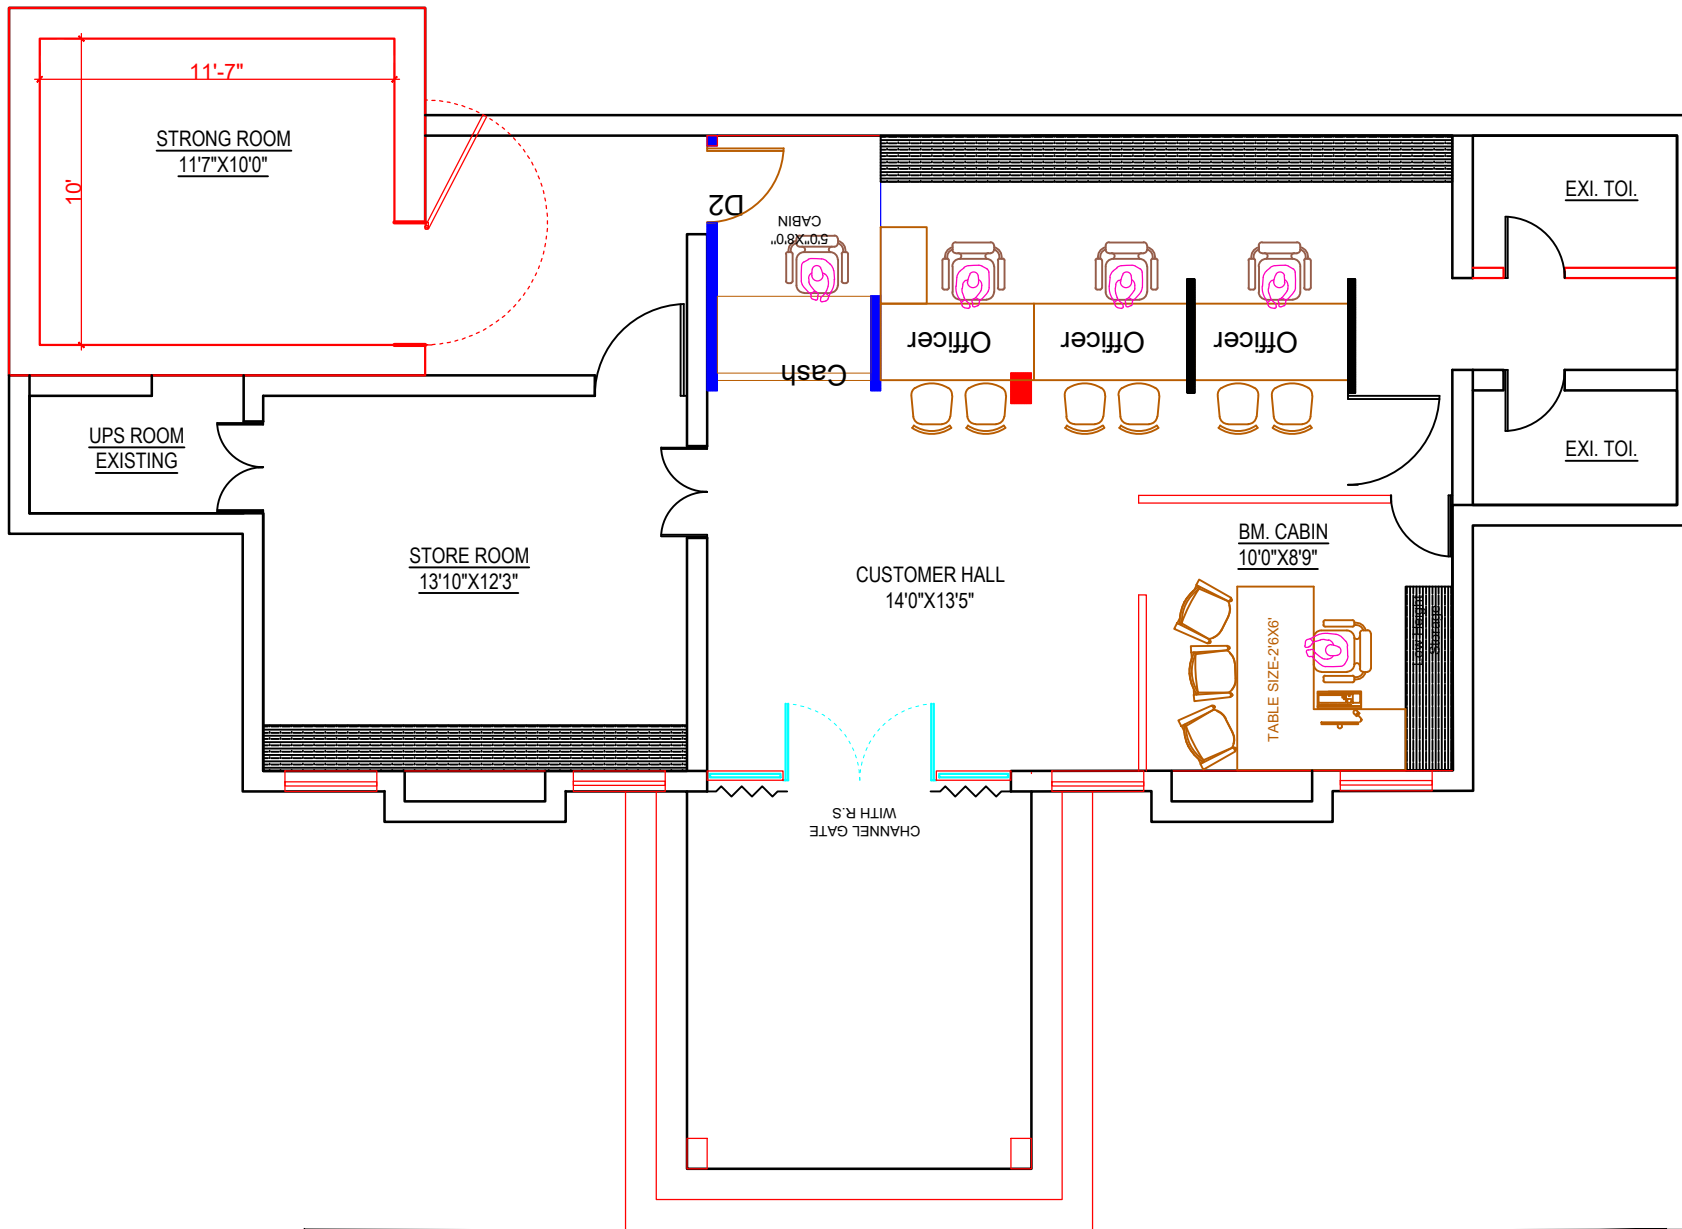 11'-7"
STRONG ROOM
11'7"X10'0"
10'
D2
CABIN
5'0"X8'0"
EXI. TOI.
Officer
Officer
Officer
Cash
UPS ROOM
EXISTING
EXI. TOI.
STORE ROOM
13'10"X12'3"
CUSTOMER HALL
14'0"X13'5"
BM. CABIN
10'0"X8'9"
TABLE SIZE-2'6X6'
Low Height
Storage
CHANNEL GATE
WITH R.S